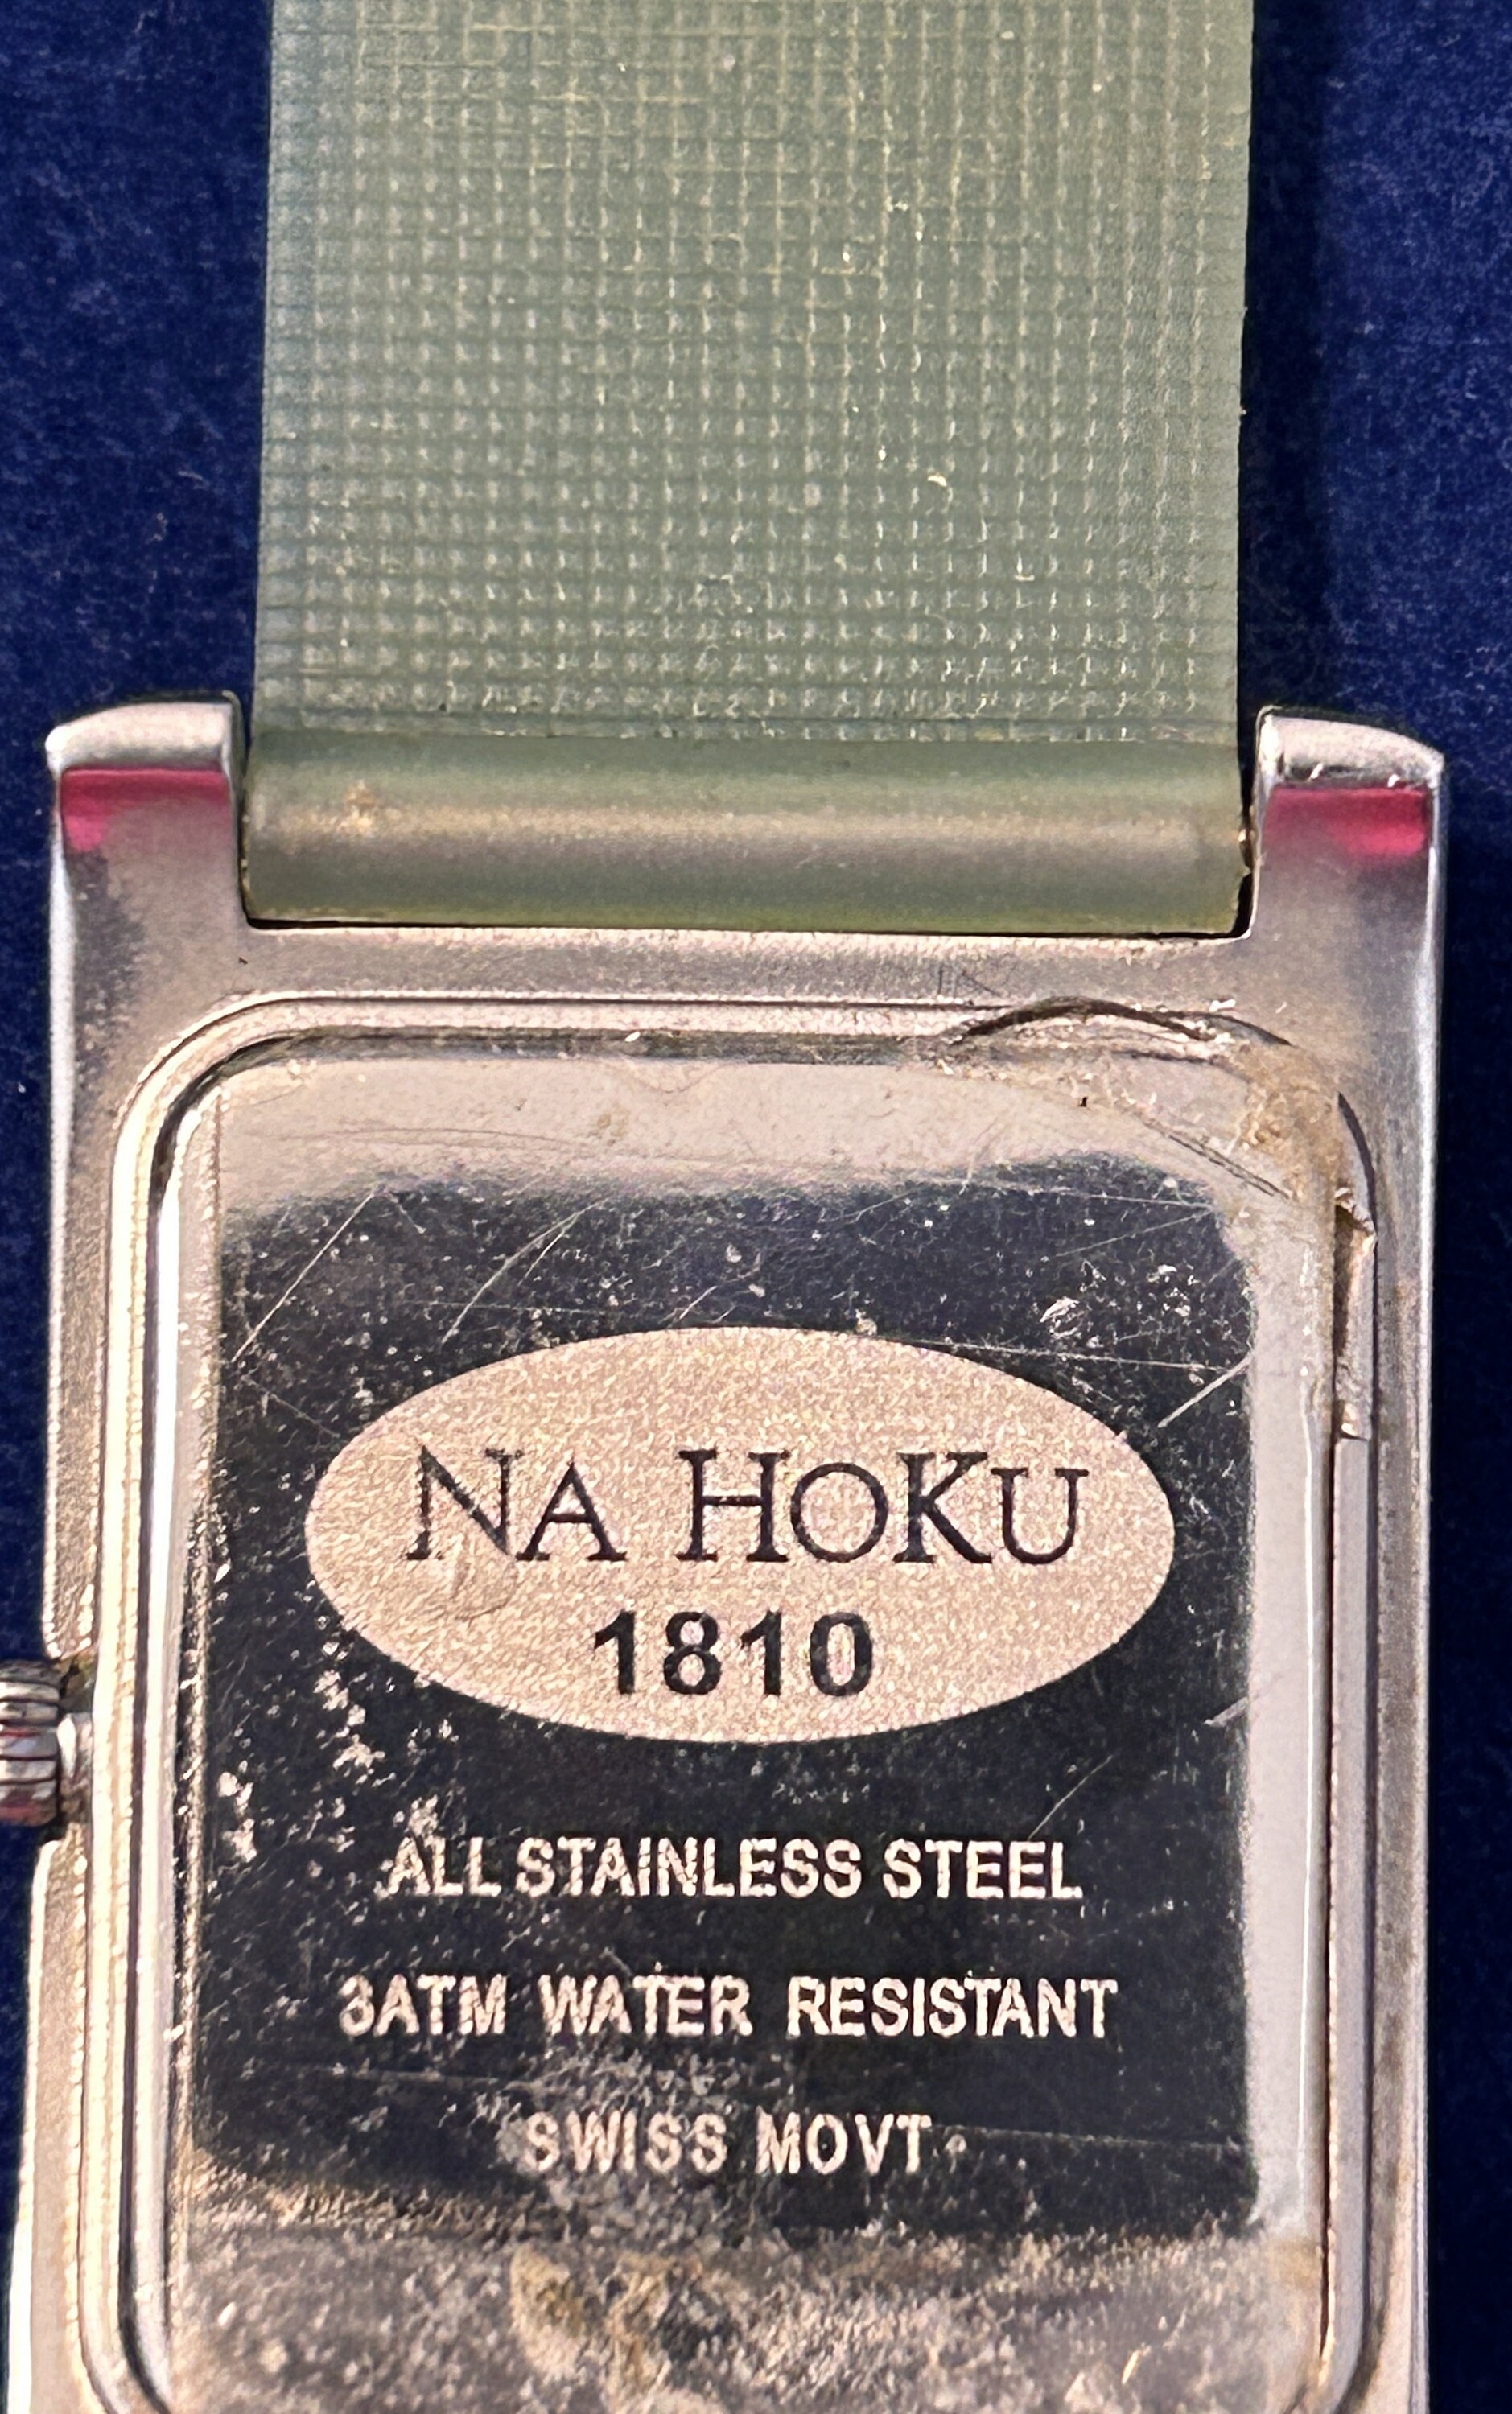 NA HOKU
1810
ALL STAINLESS STEEL
3ATM WATER RESISTANT
SWISS MOVT